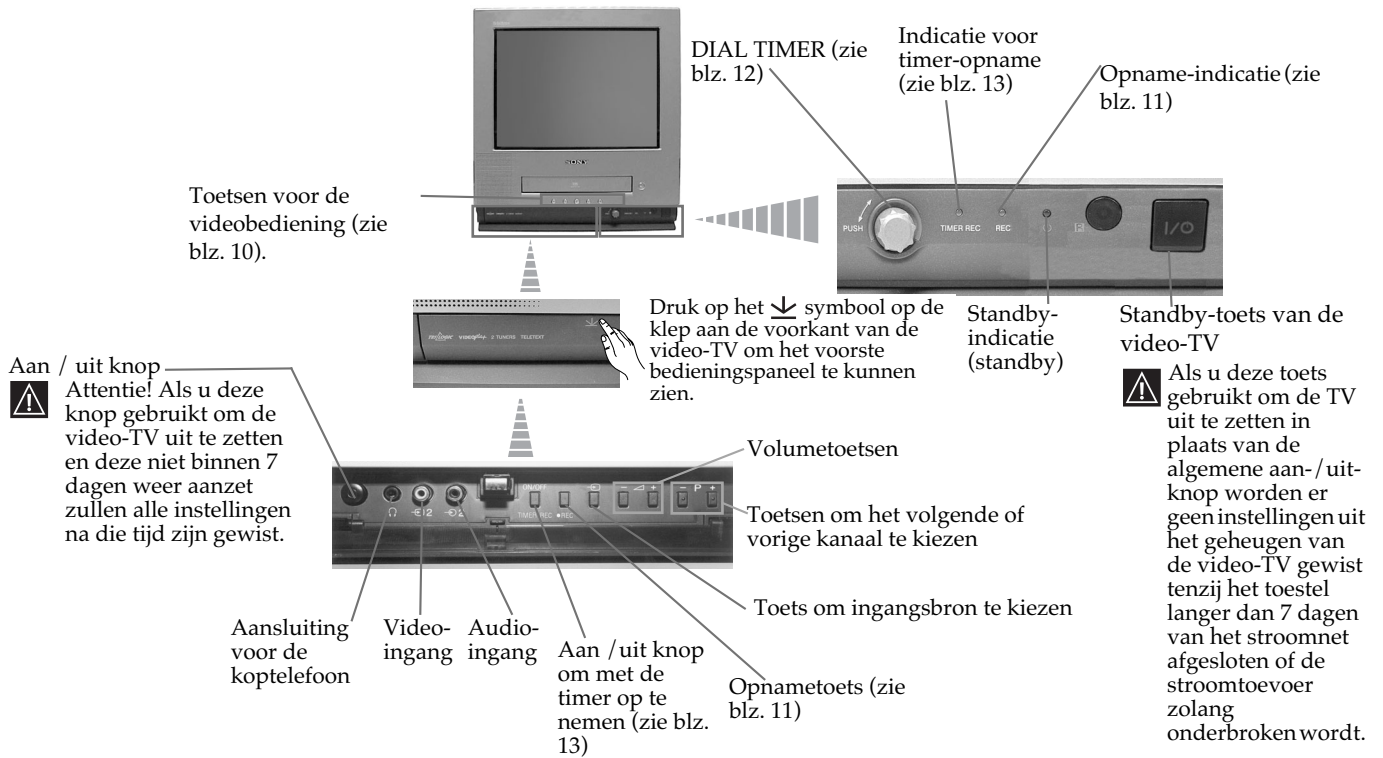 DIAL TIMER (zie
blz. 12)
Indicatie voor
timer-opname
(zie blz. 13)
Opname-indicatie (zie
blz. 11)
SONY
Toetsen voor de
videobediening (zie
blz. 10).
PUSH
TIMER REC
REC
I/O
Druk op het symbool op de
klep aan de voorkant van de
video-TV om het voorste
bedieningspaneel te kunnen
zien.
2 TUNERS TELETEXT
Standby-
indicatie
(standby)
Standby-toets van de
video-TV
Als u deze toets
gebruikt om de TV
uit te zetten in
plaats van de
algemene aan-/uit-
knop worden er
geen instellingen uit
het geheugen van
de video-TV gewist
tenzij het toestel
langer dan 7 dagen
van het stroomnet
afgesloten of de
stroomtoevoer
zolang
onderbroken wordt.
Aan / uit knop
Attentie! Als u deze
knop gebruikt om de
video-TV uit te zetten
en deze niet binnen 7
dagen weer aanzet
zullen alle instellingen
na die tijd zijn gewist.
ON/OFF
TIMER REC ●REC
2
2
− +
− P +
Volumetoetsen
Toetsen om het volgende of
vorige kanaal te kiezen
Toets om ingangsbron te kiezen
Opnametoets (zie
blz. 11)
Aansluiting
voor de
koptelefoon
Video-
ingang
Audio-
ingang
Aan /uit knop
om met de
timer op te
nemen (zie blz.
13)